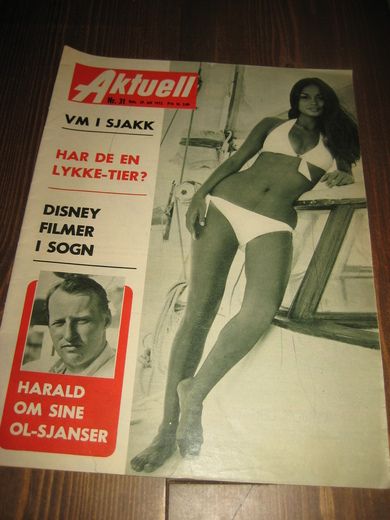 Aktuell
Nr. 31
VM I SJAKK
HAR DE EN
LYKKE-TIER?
DISNEY
FILMER
I SOGN
HARALD
OM SINE
OL-SJANSER